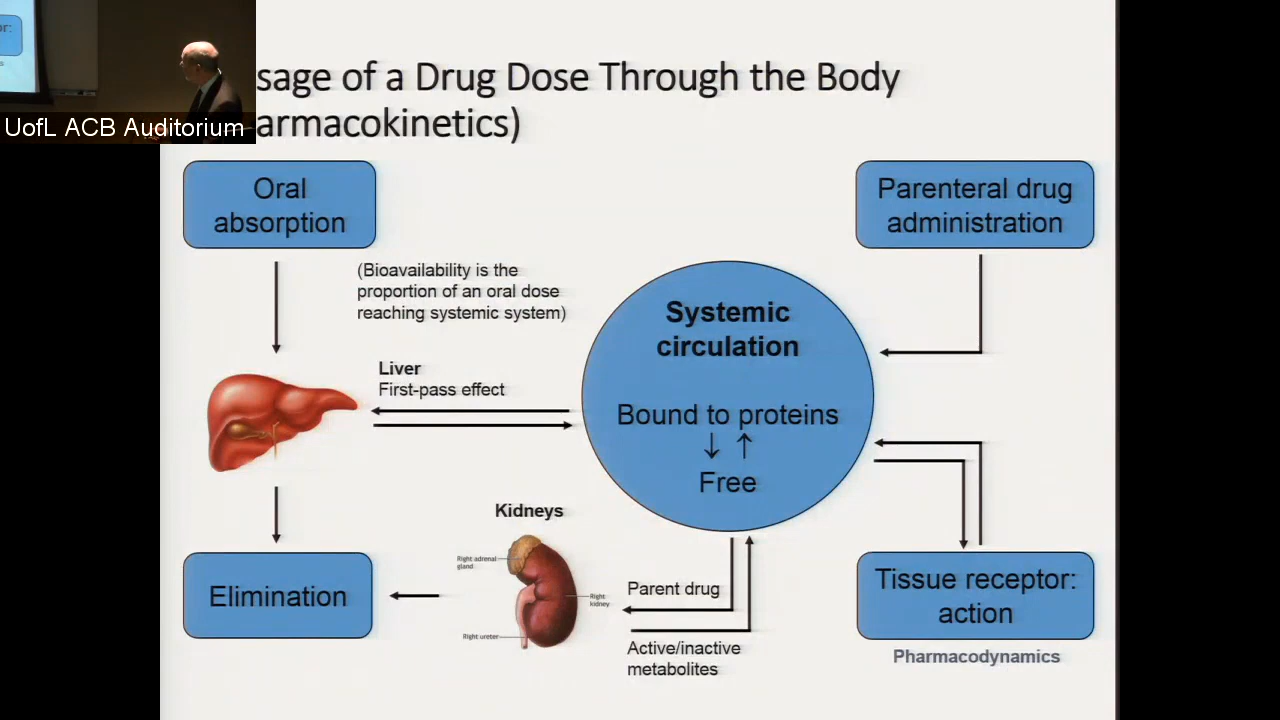 or:
s
UofL ACB Auditorium
sage of a Drug Dose Through the Body
armacokinetics)
Oral
absorption
Parenteral drug
administration
(Bioavailability is the
proportion of an oral dose
reaching systemic system)
Systemic
circulation
Liver
First-pass effect
Bound to proteins
↓ ↑
Free
Kidneys
Right adrenal
gland
Right
kidney
Right ureter
Elimination
Parent drug
Active/inactive
metabolites
Tissue receptor:
action
Pharmacodynamics